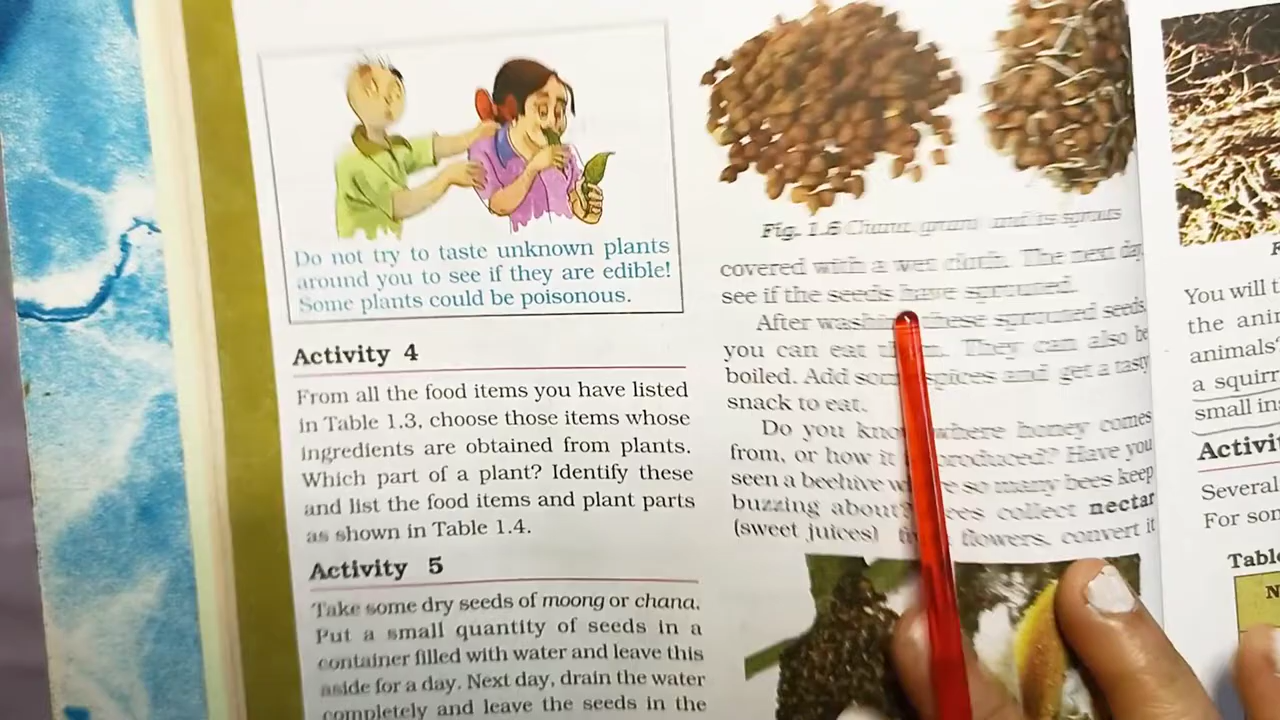 Do not try to taste unknown plants
around you to see if they are edible!
Some plants could be poisonous.
Activity 4
From all the food items you have listed
in Table 1.3, choose those items whose
ingredients are obtained from plants.
Which part of a plant? Identify these
and list the food items and plant parts
as shown in Table 1.4.
Activity 5
Take some dry seeds of moong or chana.
Put a small quantity of seeds in a
container filled with water and leave this
aside for a day. Next day, drain the water
completely and leave the seeds in the
Fig. 1.6 Chana, gram and its sprouts
covered with a wet cloth. The next day,
see if the seeds have sprouted.
After washing these sprouted seeds,
you can eat them. They can also be
boiled. Add some spices and get a tasty
snack to eat.
Do you know where honey comes
from, or how it produced? Have you
seen a beehive where so many bees keep
buzzing about? Bees collect nectar
(sweet juices) flowers, convert it
You will t
the anim
animals?
a squirr
small in
Activi
Several
For som
Table
N